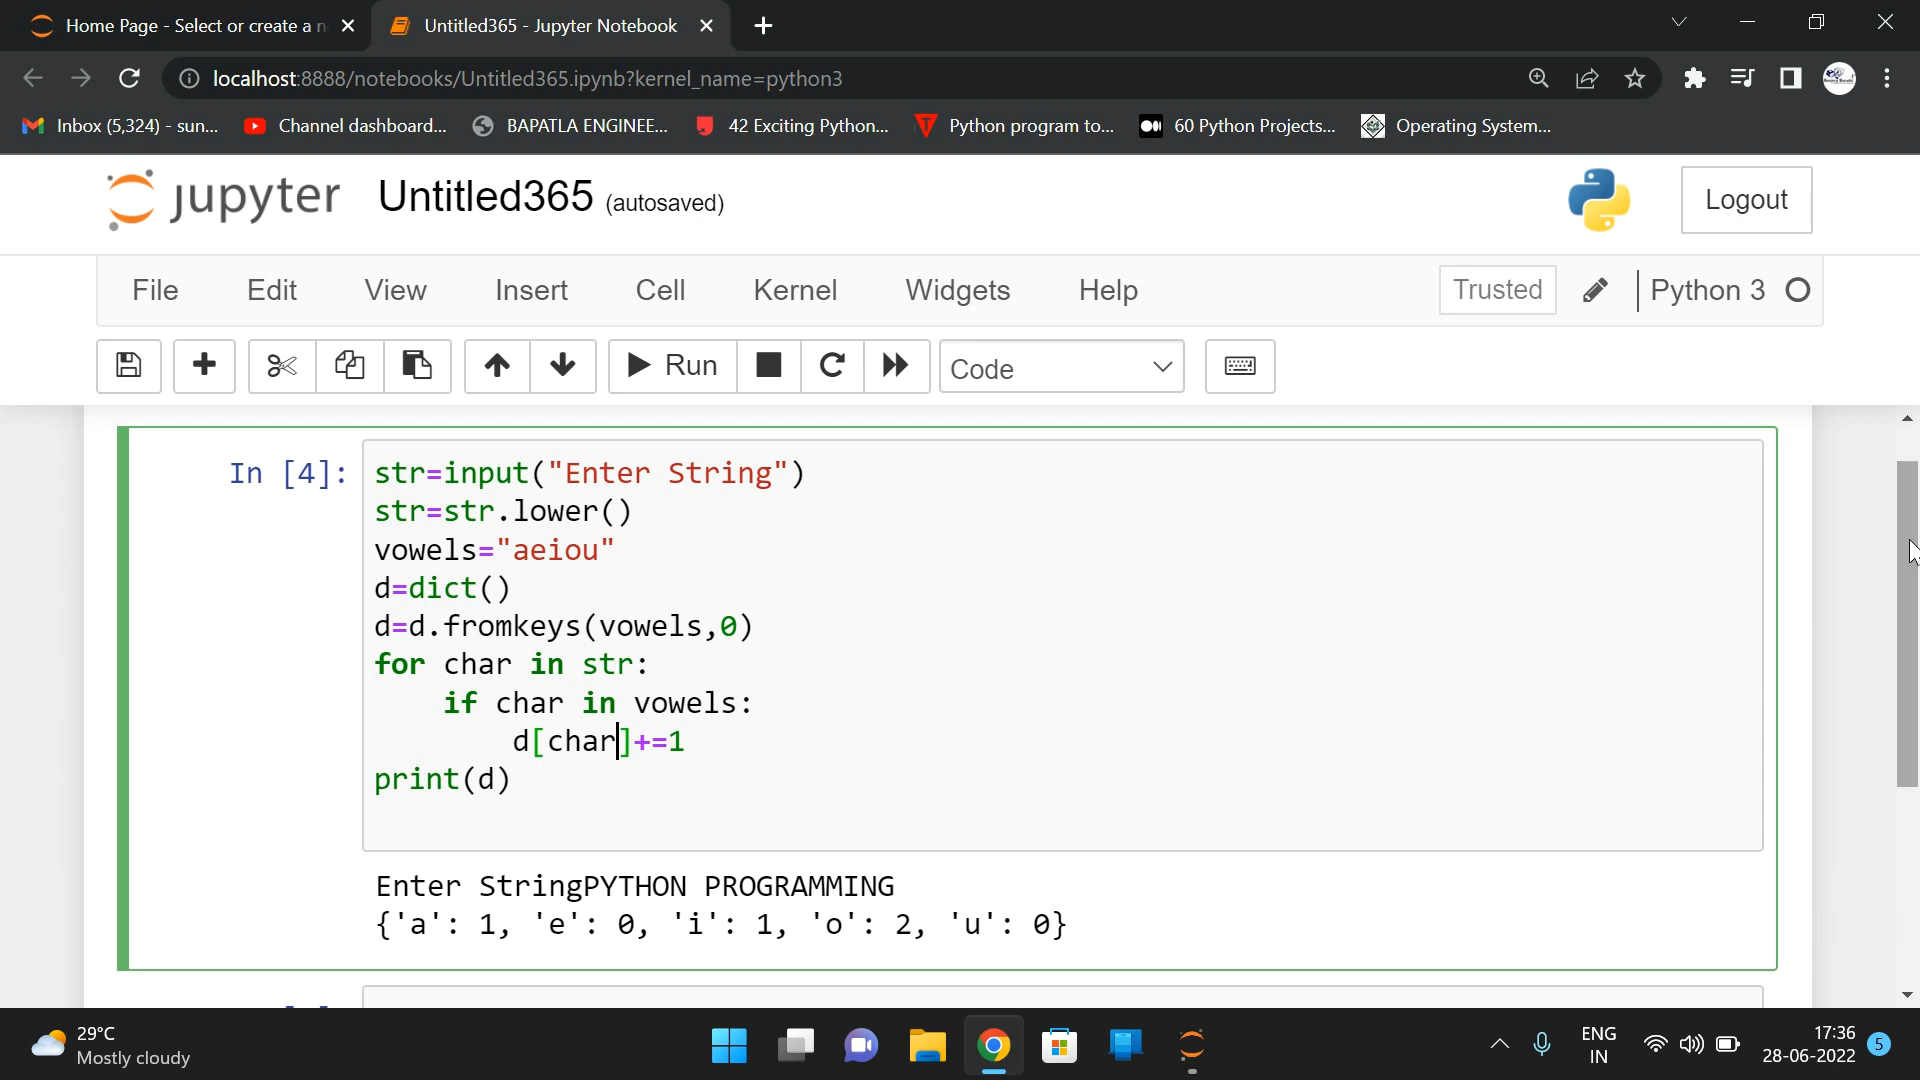 Home Page - Select or create a n
Untitled365 - Jupyter Notebook
localhost:8888/notebooks/Untitled365.ipynb?kernel_name=python3
Inbox (5,324) - sun...
Channel dashboard...
BAPATLA ENGINEE...
42 Exciting Python...
Python program to...
60 Python Projects...
Operating System...
jupyter
Untitled365 (autosaved)
Logout
File Edit View Insert Cell Kernel Widgets Help
Trusted
Python 3
Run
Code
In [4]:
str=input("Enter String")
str=str.lower()
vowels="aeiou"
d=dict()
d=d.fromkeys(vowels,0)
for char in str:
    if char in vowels:
        d[char]+=1
print(d)
Enter StringPYTHON PROGRAMMING
{'a': 1, 'e': 0, 'i': 1, 'o': 2, 'u': 0}
29°C
Mostly cloudy
ENG
IN
17:36
28-06-2022
5